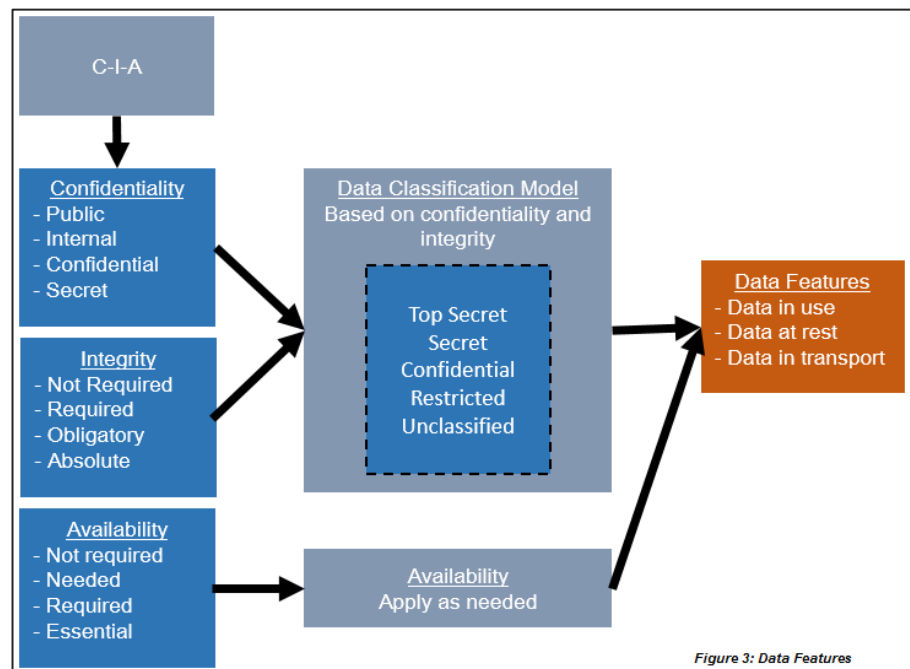 C-I-A
Confidentiality
- Public
- Internal
- Confidential
- Secret
Integrity
- Not Required
- Required
- Obligatory
- Absolute
Availability
- Not required
- Needed
- Required
- Essential
Data Classification Model
Based on confidentiality and
integrity
Top Secret
Secret
Confidential
Restricted
Unclassified
Availability
Apply as needed
Data Features
- Data in use
- Data at rest
- Data in transport
Figure 3: Data Features